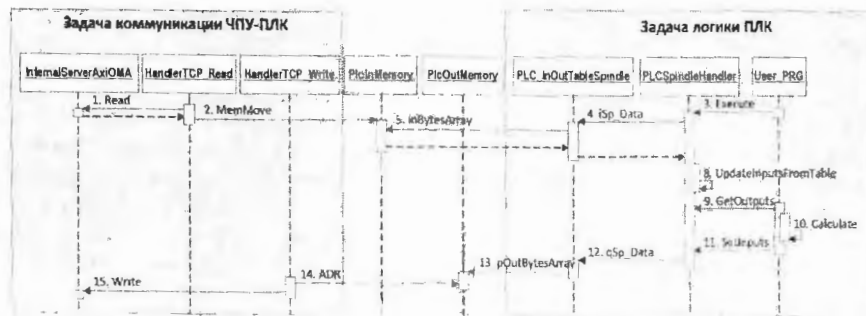 Задача коммуникации ЧПУ-ПЛК
Задача логики ПЛК
InternalServerAxiOMA
HandlerTCP_Read
HandlerTCP_Write
PlcInMemory
PlcOutMemory
PLC_InOutTableSpindle
PLCSpindleHandler
User_PRG
1. Read
2. MemMove
3. Execute
4 iSp_Data
5. inBytesArray
8. UpdateInputsFromTable
9. GetOutputs
10. Calculate
11. SetInputs
12. qSp_Data
13 pOutBytesArray
14. ADR
15. Write